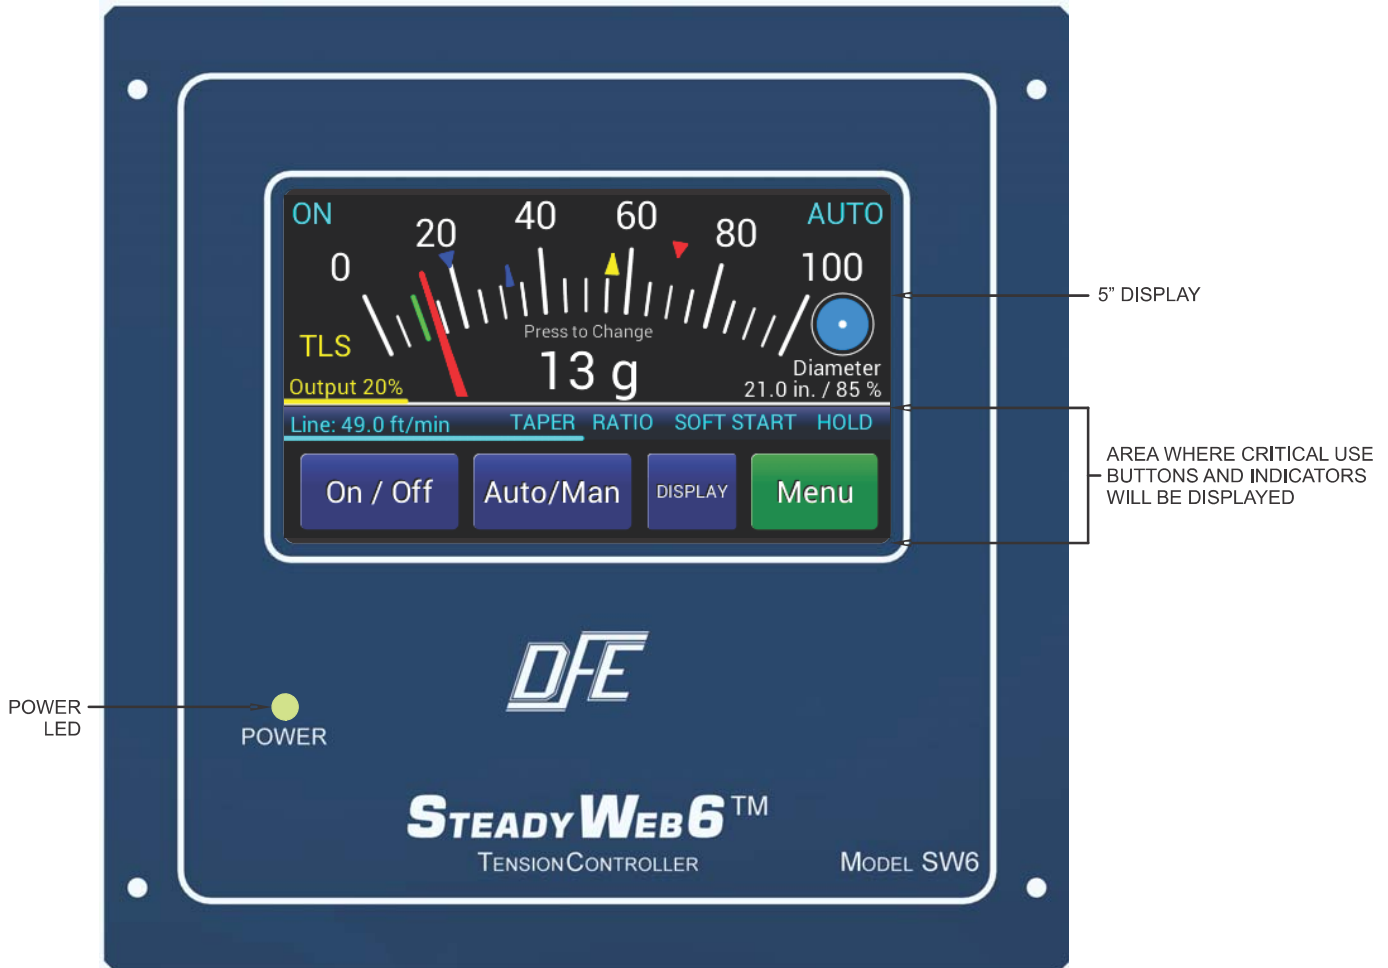 ON
AUTO
0
20
40
60
80
100
TLS
Press to Change
13 g
Output 20%
Diameter
21.0 in. / 85 %
Line: 49.0 ft/min
TAPER RATIO SOFT START HOLD
On / Off
Auto/Man
DISPLAY
Menu
5” DISPLAY
AREA WHERE CRITICAL USE
BUTTONS AND INDICATORS
WILL BE DISPLAYED
DFE
POWER
LED
POWER
STEADYWEB6™
TENSIONCONTROLLER
MODEL SW6